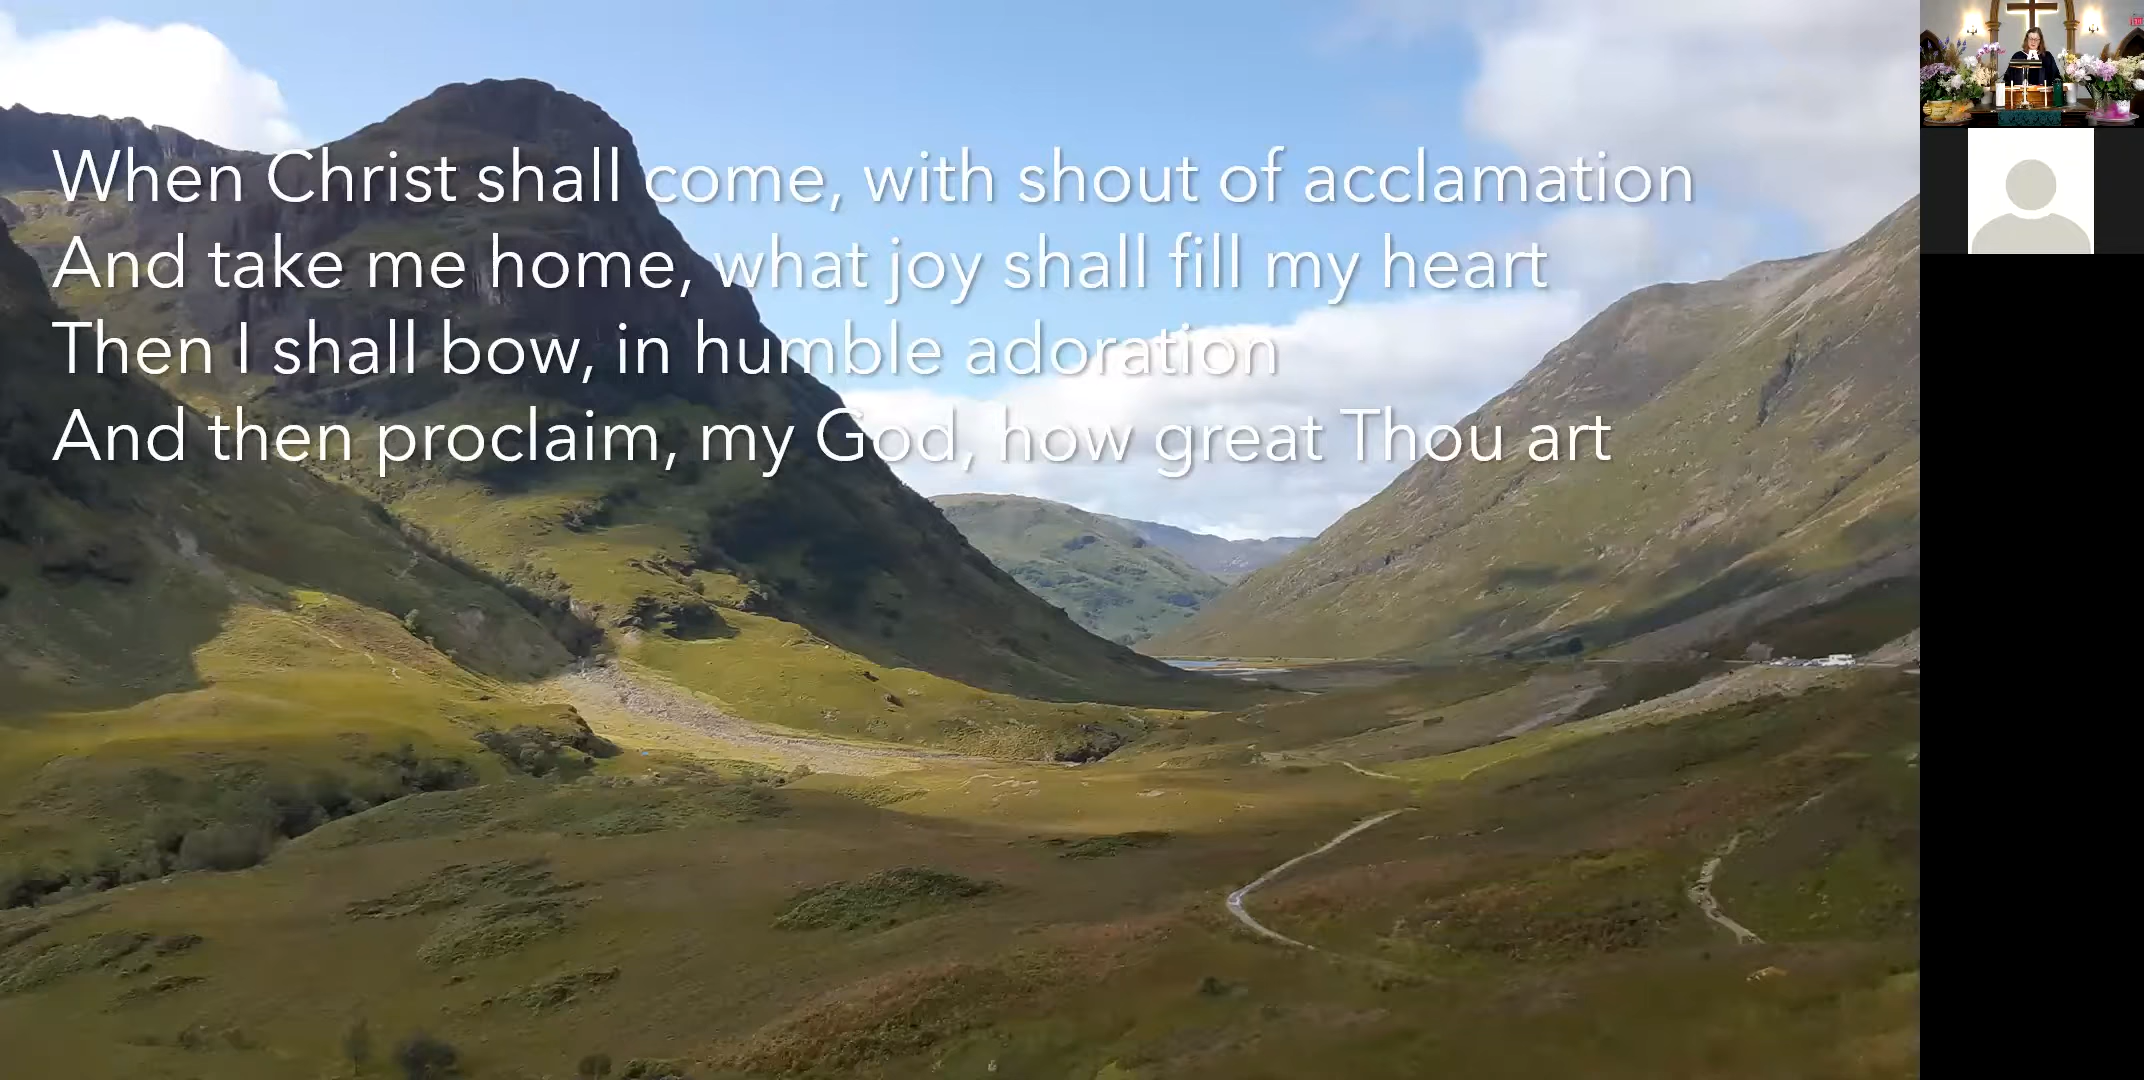 When Christ shall come, with shout of acclamation
And take me home, what joy shall fill my heart
Then I shall bow, in humble adoration
And then proclaim, my God, how great Thou art